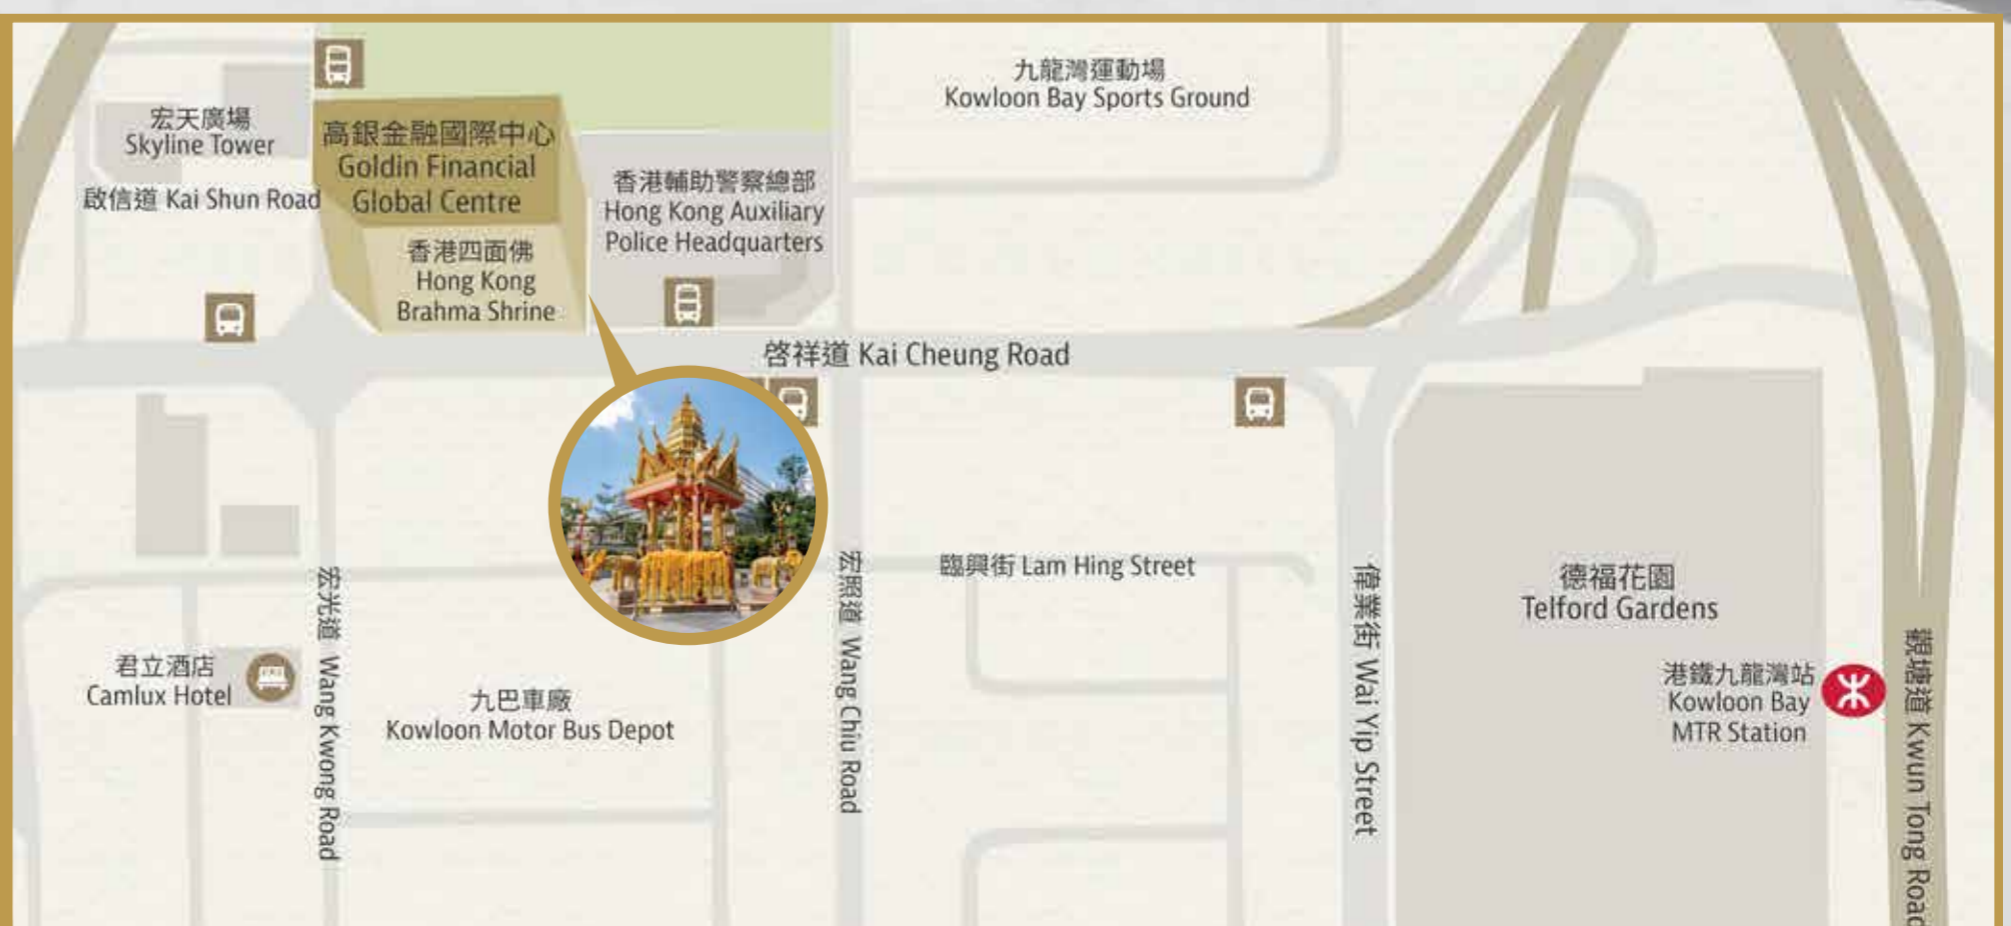 九龍灣運動場
Kowloon Bay Sports Ground
宏天廣場
Skyline Tower
高銀金融國際中心
Goldin Financial
Global Centre
香港輔助警察總部
Hong Kong Auxiliary
Police Headquarters
啟信道 Kai Shun Road
香港四面佛
Hong Kong
Brahma Shrine
啓祥道 Kai Cheung Road
臨興街 Lam Hing Street
德福花園
Telford Gardens
君立酒店
Camlux Hotel
宏光道 Wang Kwong Road
九巴車廠
Kowloon Motor Bus Depot
宏照道 Wang Chiu Road
偉業街 Wai Yip Street
港鐵九龍灣站
Kowloon Bay
MTR Station
觀塘道 Kwun Tong Road